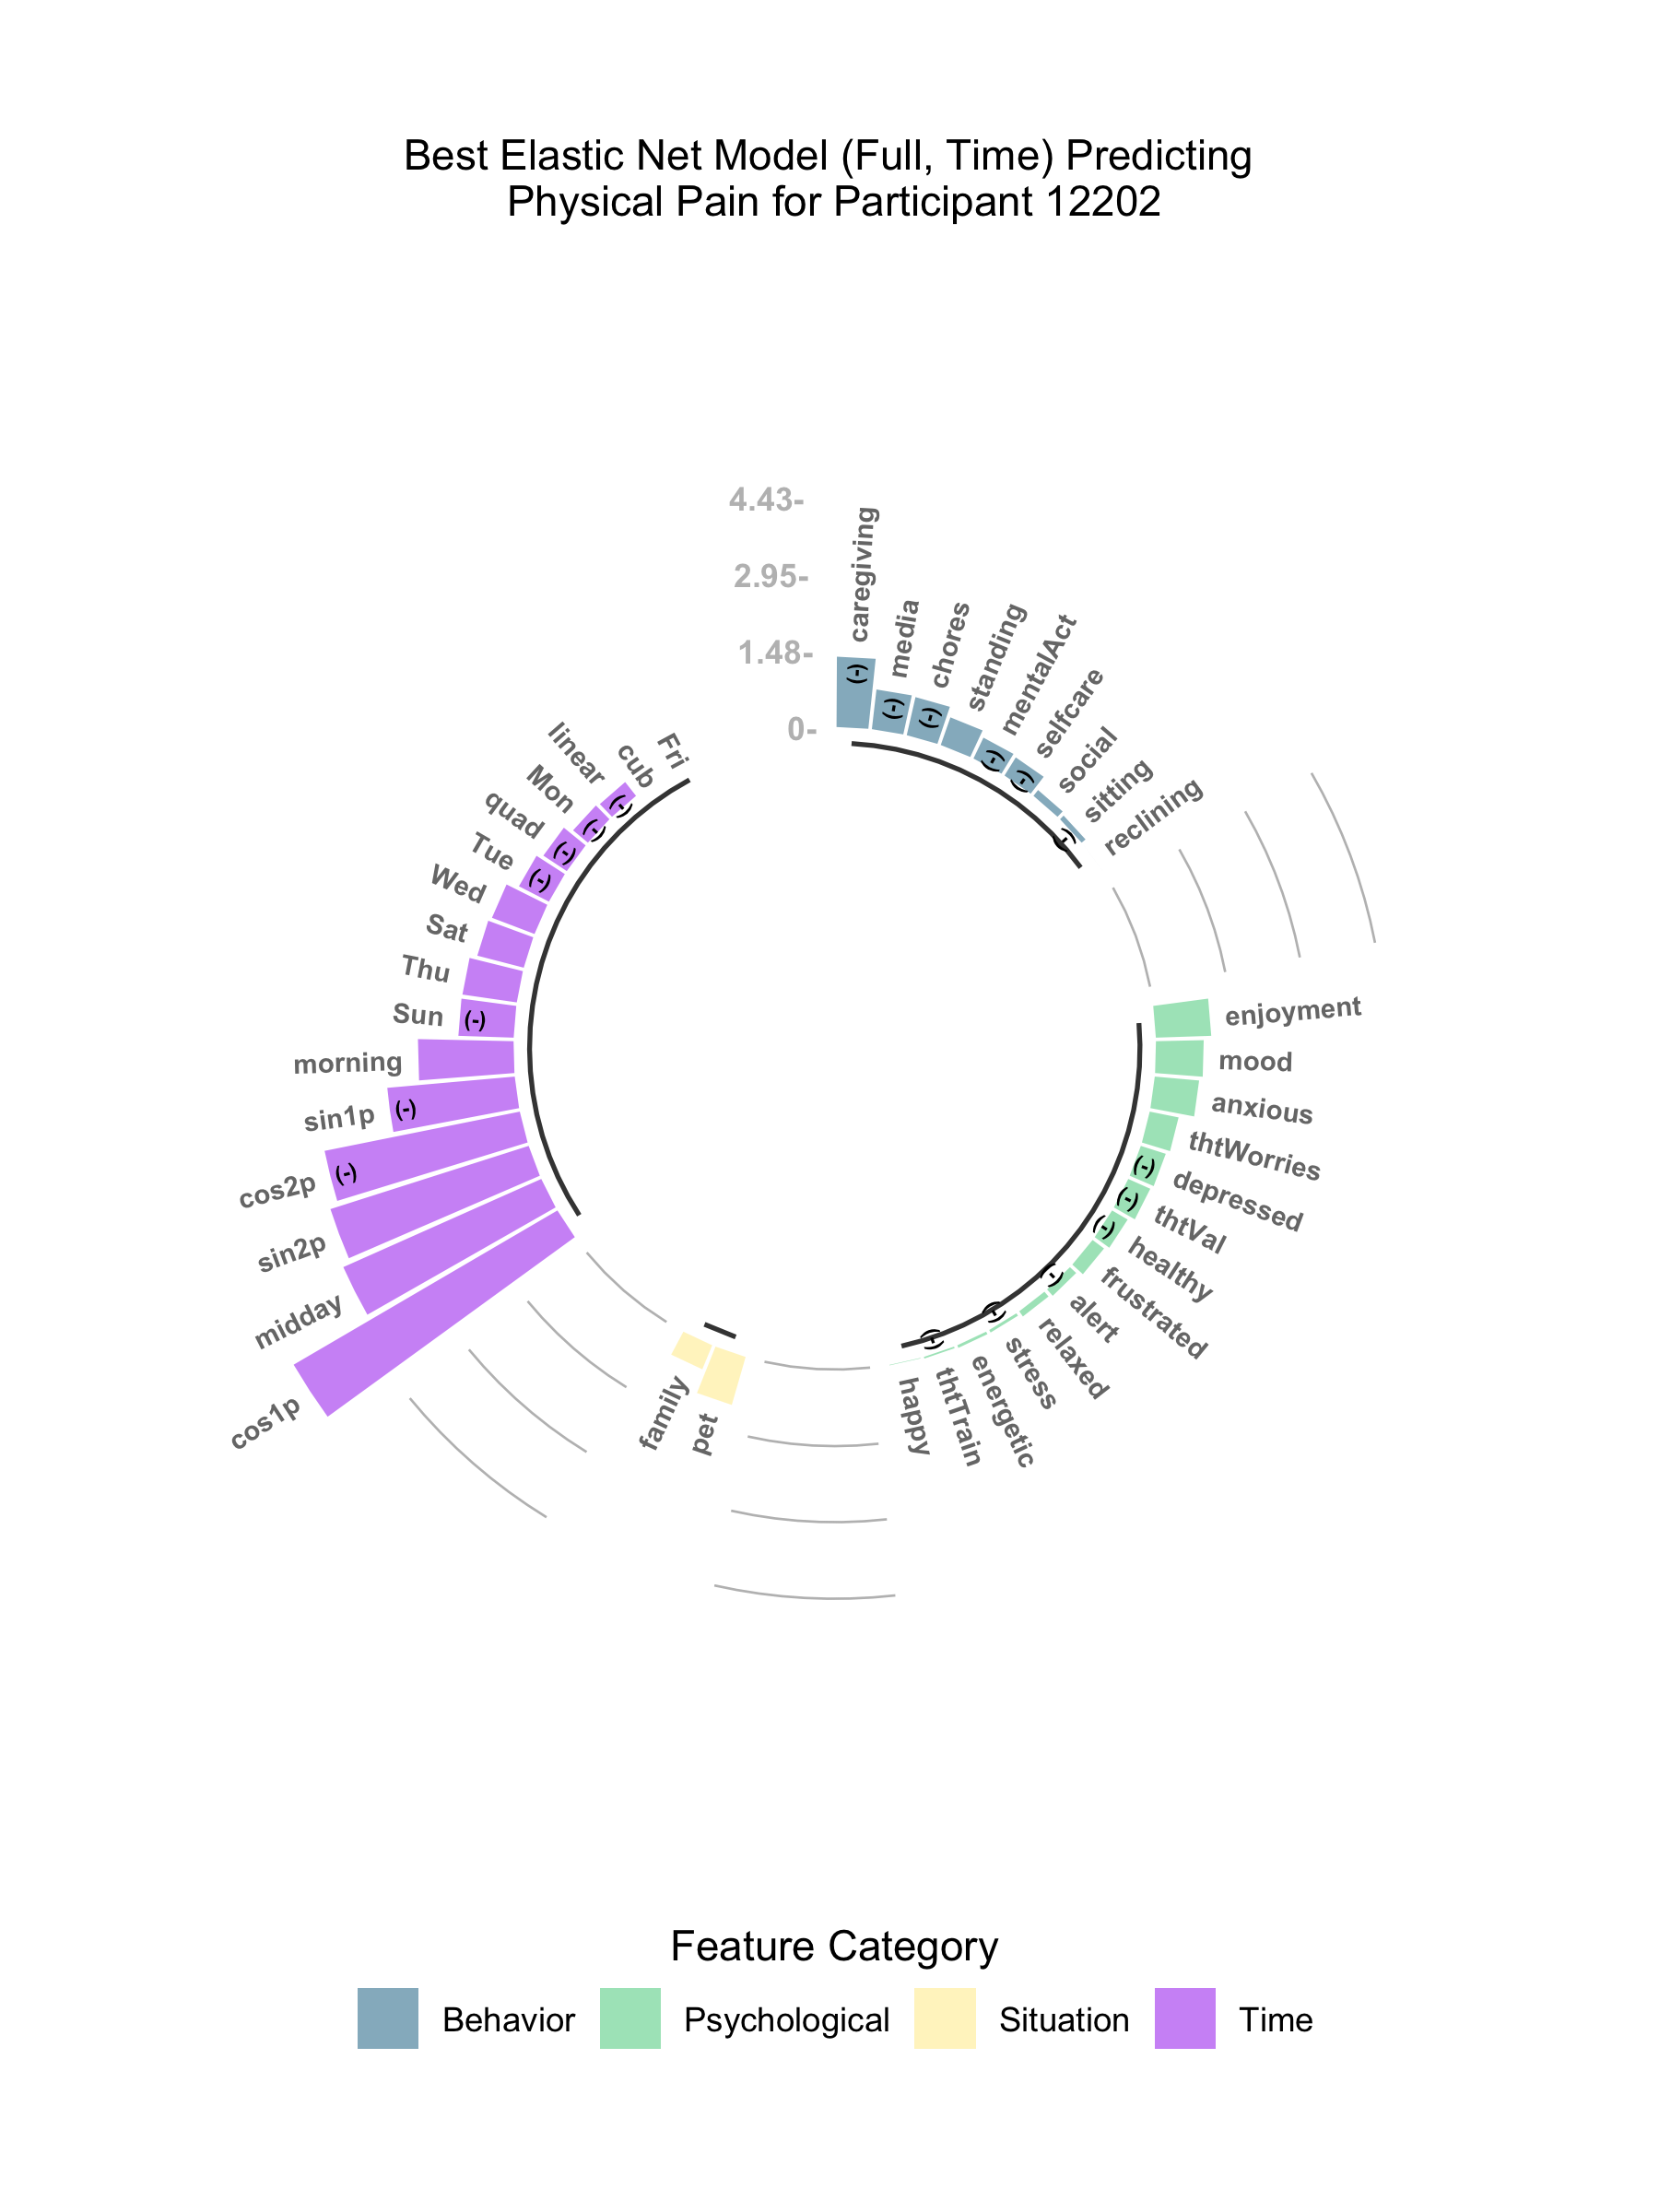 Best Elastic Net Model (Full, Time) Predicting
Physical Pain for Participant 12202
4.43-
2.95-
1.48-
0-
caregiving
(-)
media
(-)
chores
(-)
standing
mentalAct
(-)
selfcare
(-)
social
sitting
(-)
reclining
enjoyment
mood
anxious
thtWorries
depressed
(-)
thtVal
(-)
healthy
(-)
frustrated
alert
(-)
relaxed
stress
(-)
energetic
thtTrain
(-)
happy
pet
family
cos1p
midday
sin2p
cos2p
(-)
sin1p
(-)
morning
Sun
(-)
Thu
Sat
Wed
Tue
(-)
quad
(-)
Mon
(-)
linear
(-)
cub
Fri
Feature Category
Behavior
Psychological
Situation
Time